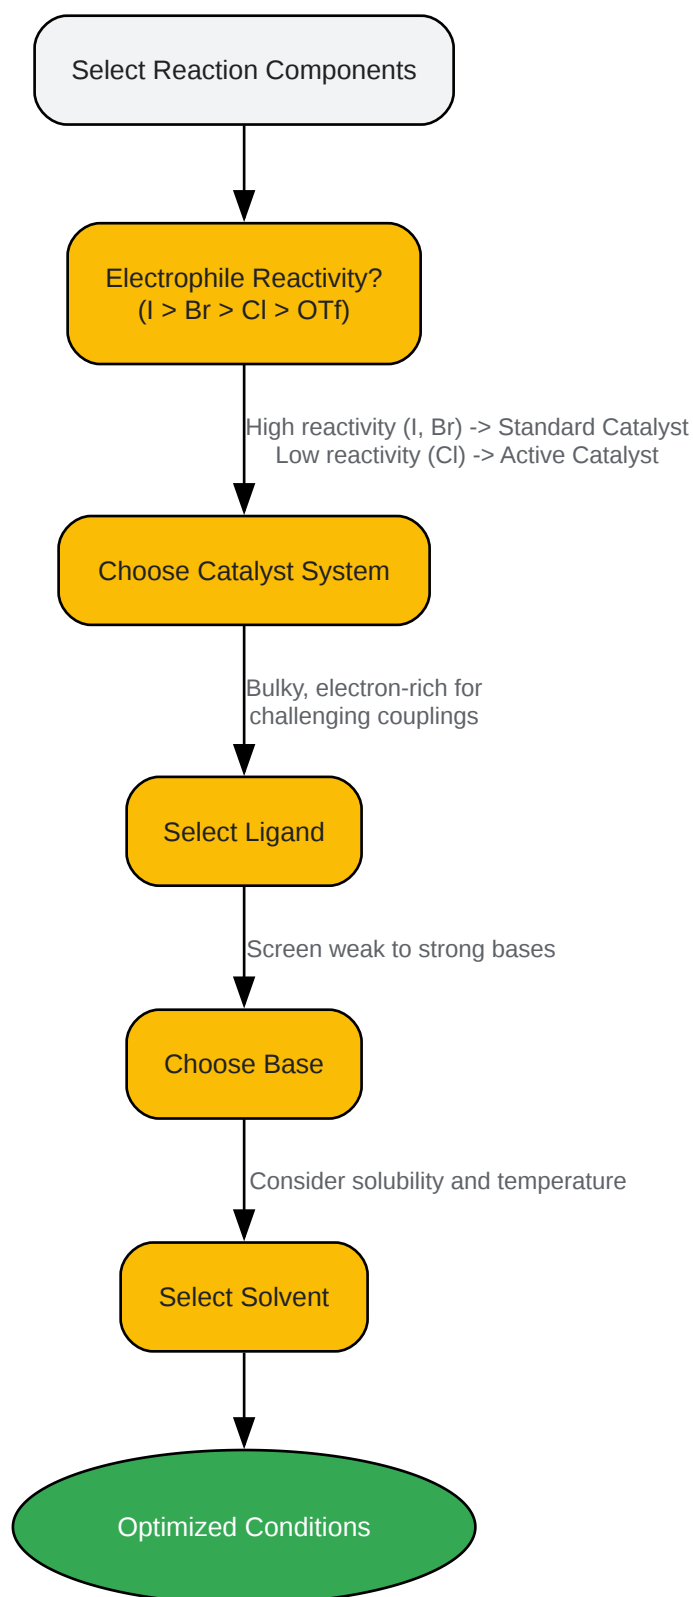 Select Reaction Components
Electrophile Reactivity?
(I > Br > Cl > OTf)
High reactivity (I, Br) -> Standard Catalyst
Low reactivity (Cl) -> Active Catalyst
Choose Catalyst System
Bulky, electron-rich for
challenging couplings
Select Ligand
Screen weak to strong bases
Choose Base
Consider solubility and temperature
Select Solvent
Optimized Conditions